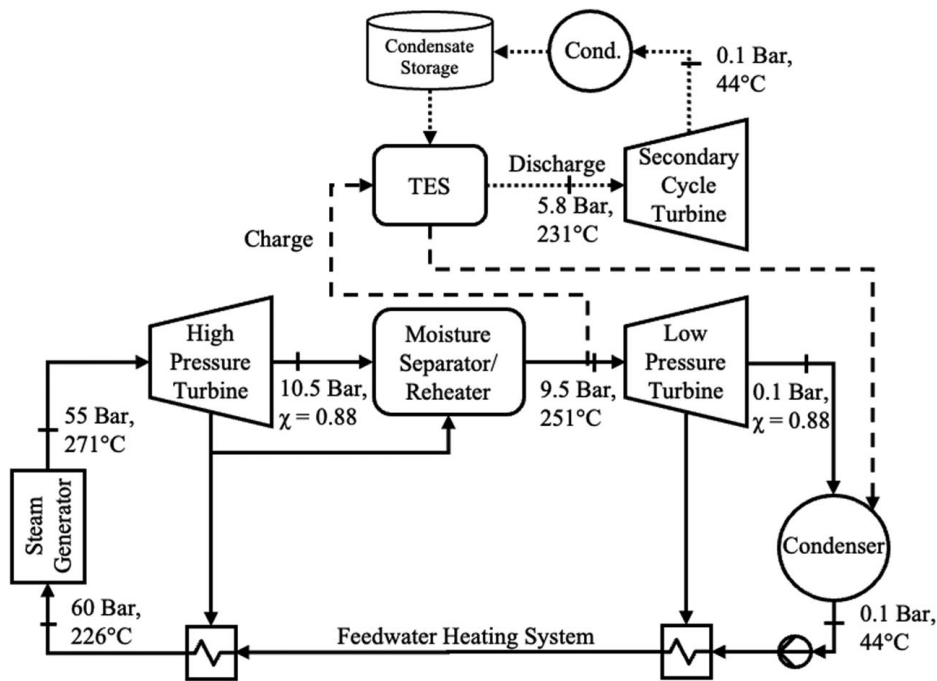 Condensate
Storage
Cond.
0.1 Bar,
44°C
TES
Discharge
5.8 Bar,
231°C
Secondary
Cycle
Turbine
Charge
High
Pressure
Turbine
10.5 Bar,
χ = 0.88
Moisture
Separator/
Reheater
9.5 Bar,
251°C
Low
Pressure
Turbine
0.1 Bar,
χ = 0.88
55 Bar,
271°C
Steam
Generator
60 Bar,
226°C
Feedwater Heating System
Condenser
0.1 Bar,
44°C